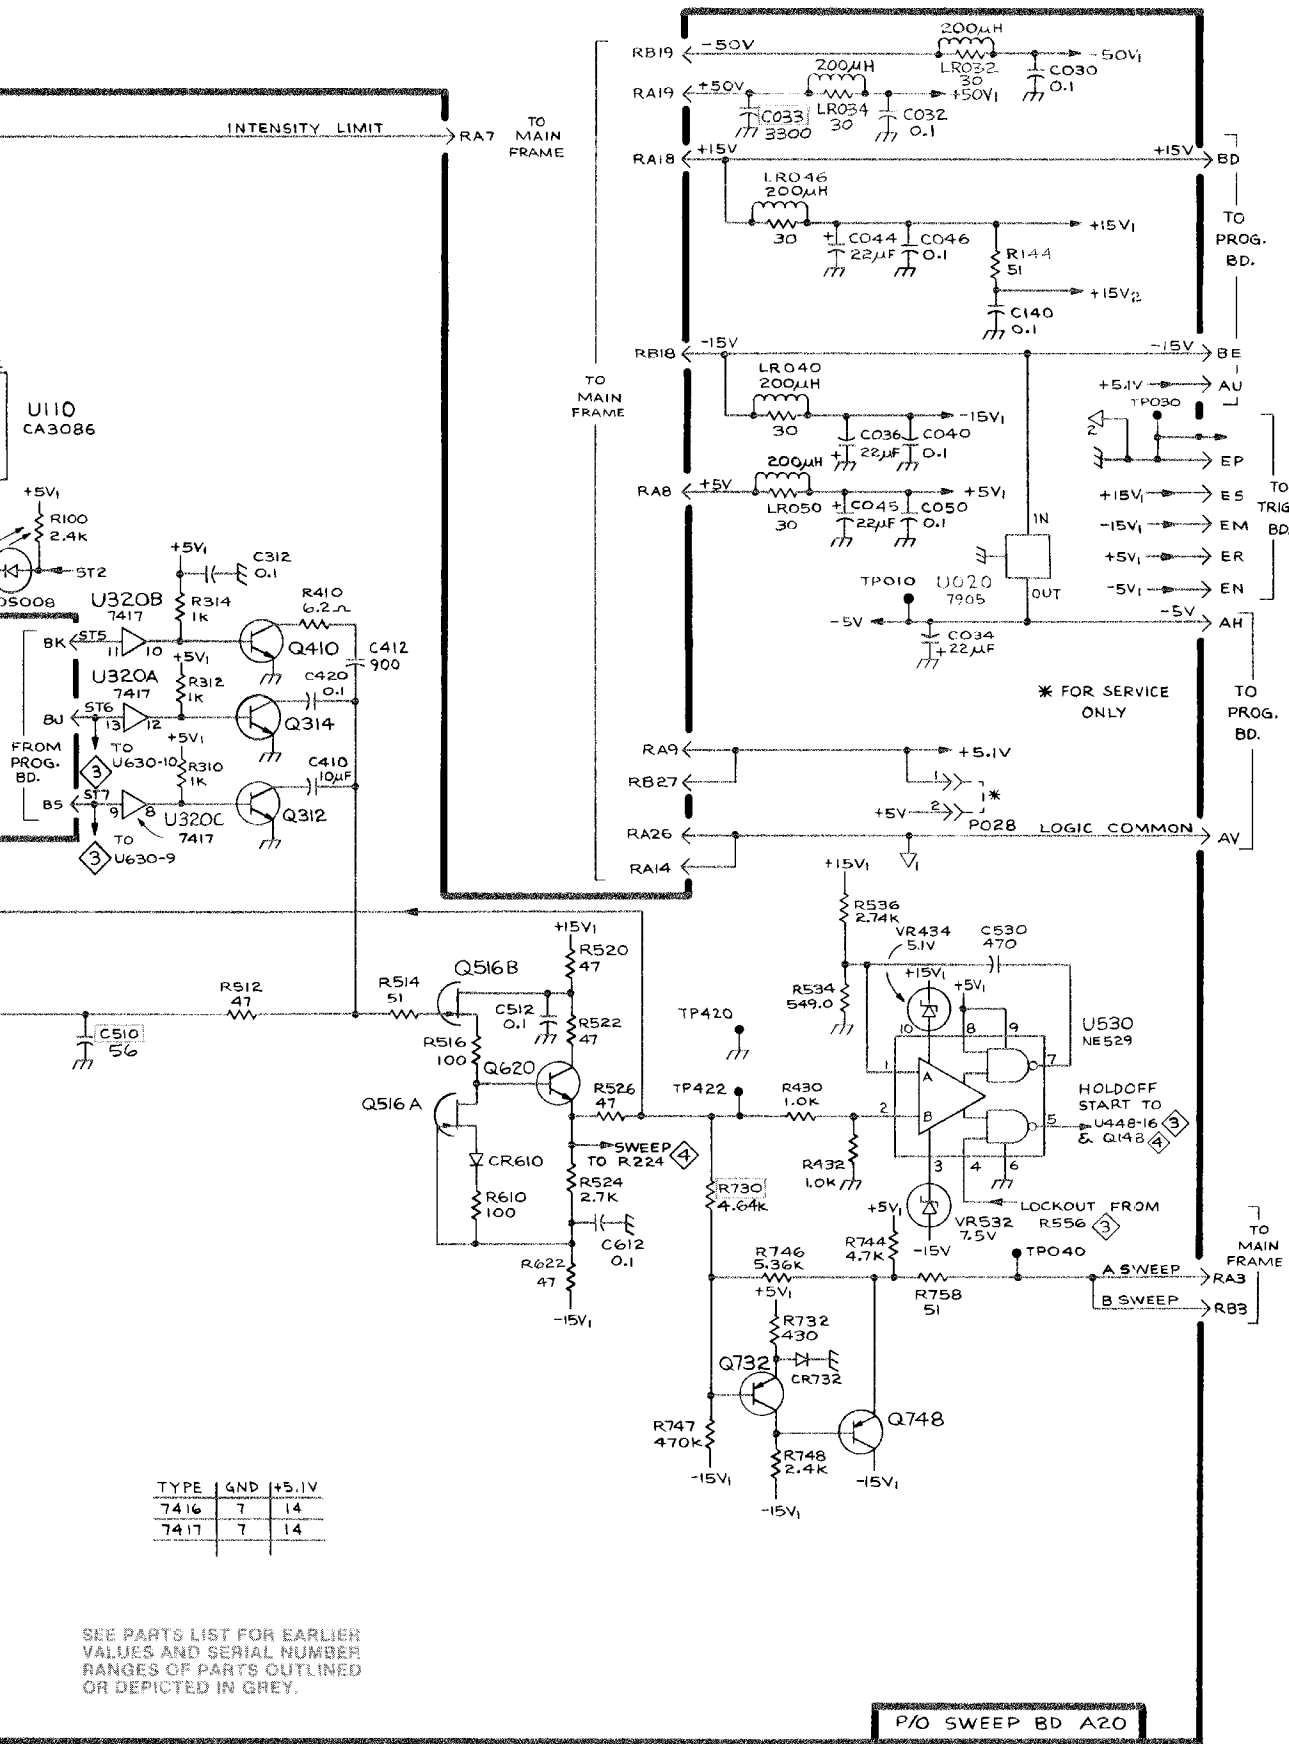 INTENSITY LIMIT
RA7
TO
MAIN
FRAME
RB19
-50V
200µH
LR032
30
-50V1
C030
0.1
RA19
+50V
200µH
LR034
30
+50V1
C033
3300
C032
0.1
RA18
+15V
+15V
BD
LR046
200µH
30
+15V1
C044
22µF
C046
0.1
R144
51
+15V2
C140
0.1
TO
PROG.
BD.
RB18
-15V
-15V
BE
LR040
200µH
30
-15V1
C036
22µF
C040
0.1
+5.1V
AU
TP030
2
EP
TO
MAIN
FRAME
RA8
+5V
200µH
LR050
30
+5V1
C045
22µF
C050
0.1
+15V1
ES
-15V1
EM
+5V1
ER
-5V1
EN
TO
TRIG
BD.
IN
U020
7905
OUT
TP010
-5V
-5V
AH
C034
22µF
U110
CA3086
+5V1
R100
2.4K
ST2
DS008
+5V1
C312
0.1
U320B
7417
R314
1K
R410
6.2Ω
BK
ST5
11
10
Q410
C412
900
+5V1
U320A
7417
R312
1K
C420
0.1
BJ
ST6
13
12
Q314
FROM
PROG.
BD.
TO
U630-10
3
+5V1
R310
1K
C410
10µF
BS
ST7
9
8
U320C
7417
Q312
TO
U630-9
3
* FOR SERVICE
ONLY
TO
PROG.
BD.
RA9
+5.1V
RB27
1
*
+5V
2
P028
RA26
LOGIC COMMON
AV
RA14
1
+15V1
R536
2.74K
VR434
5.1V
C530
470
+15V1
+5V1
R534
549.0
10
8
9
U530
NE529
7
1
A
2
B
5
3
4
6
HOLDOFF
START TO
U448-16 3
& Q148 4
LOCKOUT FROM
R556 3
VR532
7.5V
-15V
R512
47
C510
56
R514
51
Q516B
+15V1
R520
47
C512
0.1
R522
47
R516
100
Q620
Q516A
R526
47
CR610
SWEEP
TO R224 4
R524
2.7K
R610
100
C612
0.1
R622
47
-15V1
TP420
TP422
R430
1.0K
R432
1.0K
R730
4.64K
+5V1
R744
4.7K
TP040
R746
5.36K
R758
51
A SWEEP
RA3
B SWEEP
RB3
TO
MAIN
FRAME
+5V1
R732
430
Q732
CR732
R747
470K
-15V1
Q748
R748
2.4K
-15V1
-15V1
TYPE GND +5.1V
7416 7 14
7417 7 14
SEE PARTS LIST FOR EARLIER
VALUES AND SERIAL NUMBER
RANGES OF PARTS OUTLINED
OR DEPICTED IN GREY.
P/O SWEEP BD A20